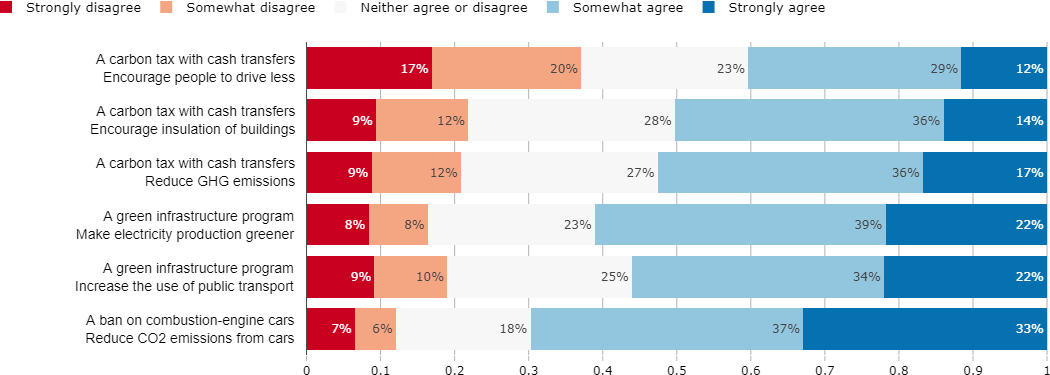 Strongly disagree Somewhat disagree Neither agree or disagree Somewhat agree Strongly agree
A carbon tax with cash transfers
Encourage people to drive less
17% 20% 23% 29% 12%
A carbon tax with cash transfers
Encourage insulation of buildings
9% 12% 28% 36% 14%
A carbon tax with cash transfers
Reduce GHG emissions
9% 12% 27% 36% 17%
A green infrastructure program
Make electricity production greener
8% 8% 23% 39% 22%
A green infrastructure program
Increase the use of public transport
9% 10% 25% 34% 22%
A ban on combustion-engine cars
Reduce CO2 emissions from cars
7% 6% 18% 37% 33%
0 0.1 0.2 0.3 0.4 0.5 0.6 0.7 0.8 0.9 1